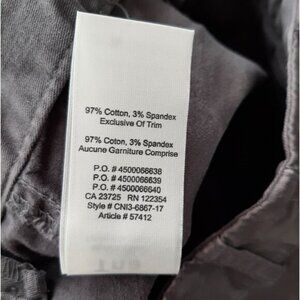 97% Cotton, 3% Spandex
Exclusive Of Trim
97% Coton, 3% Spandex
Aucune Garniture Comprise
P.O. # 4500066638
P.O. # 4500066639
P.O. # 4500066640
CA 23725 RN 122354
Style # CNI3-6867-17
Article # 57412